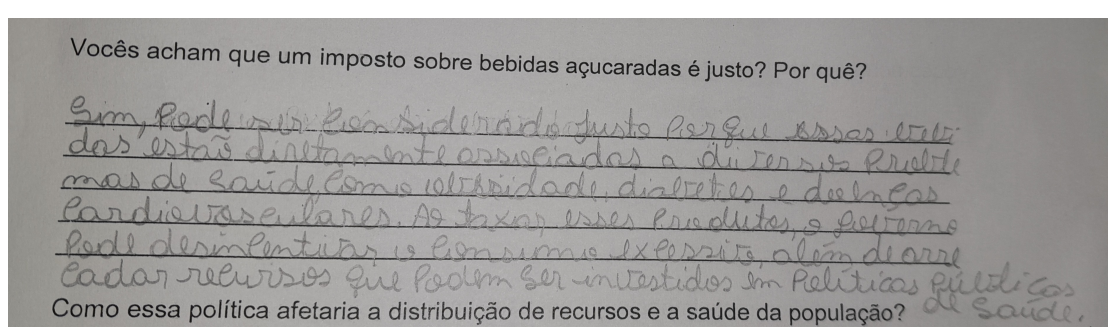 Vocês acham que um imposto sobre bebidas açucaradas é justo? Por quê?
Sim, Pode ser considerado justo Porque essas bebi-
das estão diretamente associadas a diversos Proble
mas de saúde como obesidade, diabetes e doenças
Cardiovasculares. Ao taxar esses Produtos, o governo
Pode desincentivar o consumo excessivo, além de arre
cadar recursos que Podem ser investidos em Políticas Públicas
de Saúde.
Como essa política afetaria a distribuição de recursos e a saúde da população?